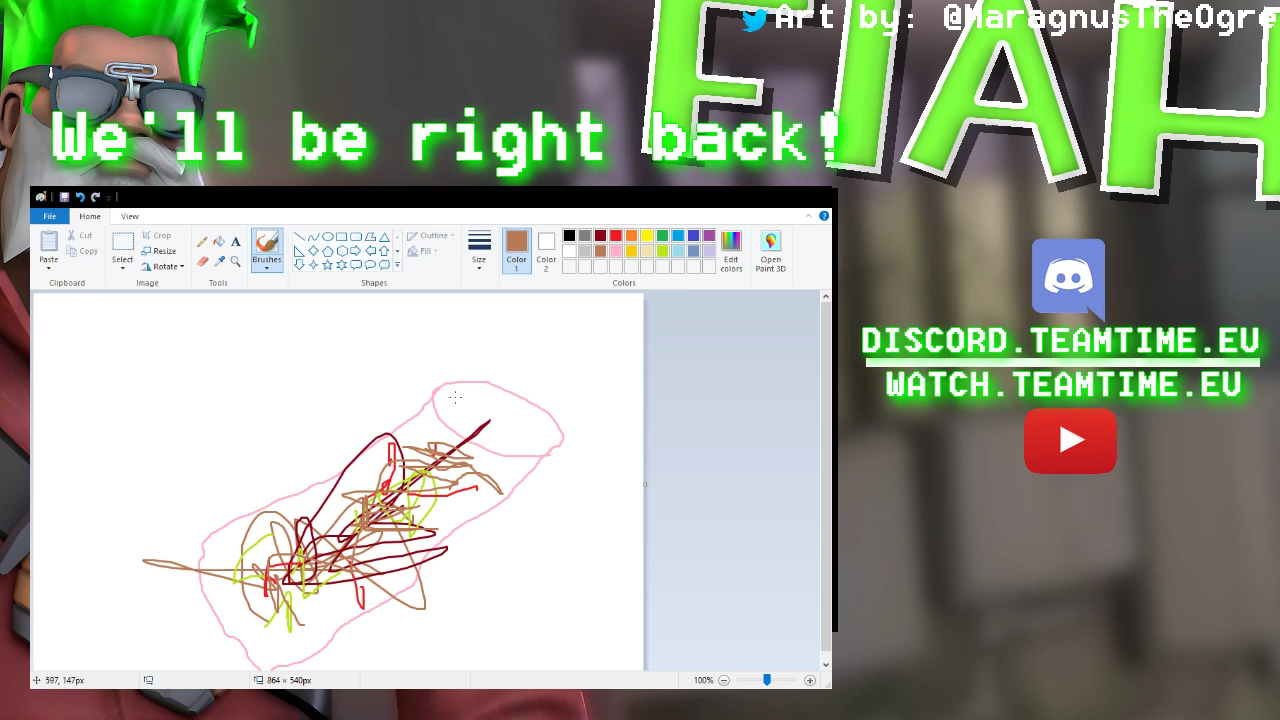 Art by: @MaragnusTheOgre
FIAH
We'll be right back!
File Home View
Paste
Cut
Copy
Clipboard
Select
Crop
Resize
Rotate
Image
A
Tools
Brushes
Outline
Fill
Shapes
Size
Color 1
Color 2
Edit colors
Colors
Open Paint 3D
DISCORD.TEAMTIME.EU
WATCH.TEAMTIME.EU
597, 147px
864 × 540px
100%